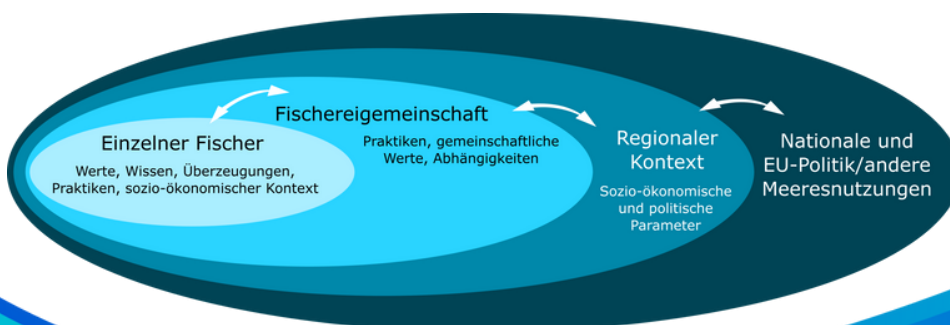 Einzelner Fischer
Werte, Wissen, Überzeugungen,
Praktiken, sozio-ökonomischer Kontext
Fischereigemeinschaft
Praktiken, gemeinschaftliche
Werte, Abhängigkeiten
Regionaler
Kontext
Sozio-ökonomische
und politische
Parameter
Nationale und
EU-Politik/andere
Meeresnutzungen